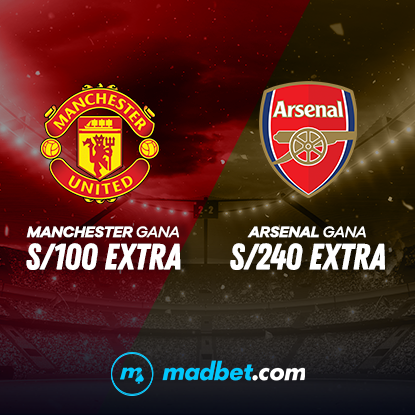 MANCHESTER
UNITED
Arsenal
MANCHESTER GANA
S/100 EXTRA
ARSENAL GANA
S/240 EXTRA
m
madbet.com